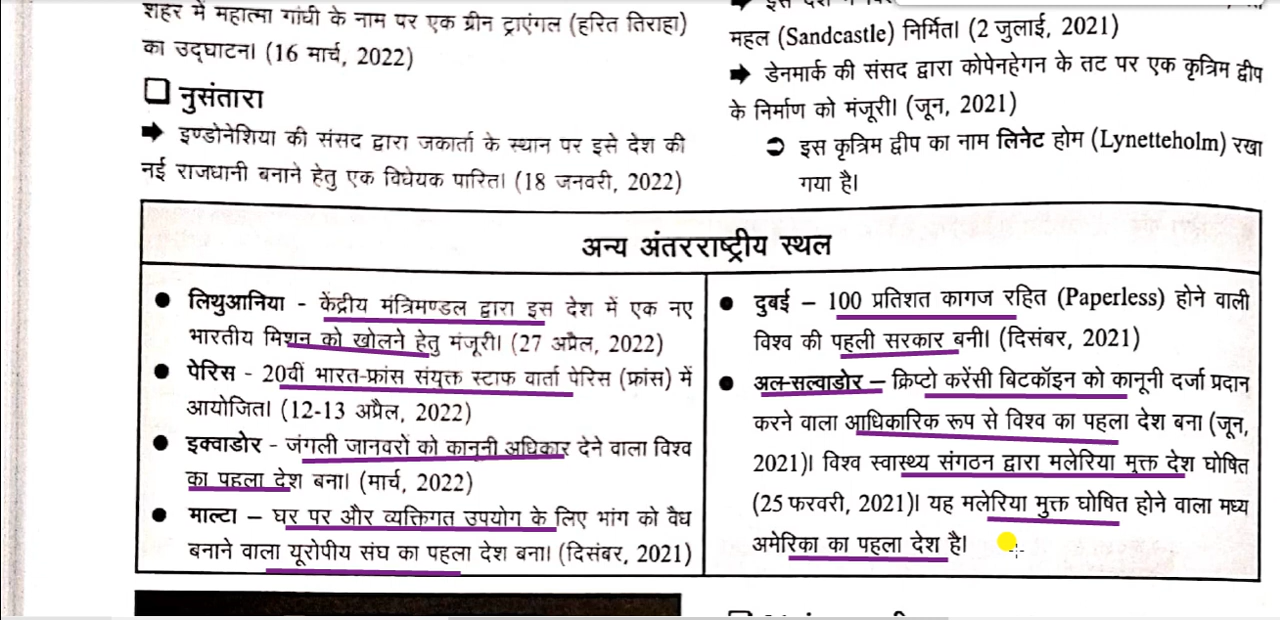 शहर में महात्मा गांधी के नाम पर एक ग्रीन ट्राएंगल (हरित तिराहा)
का उद्घाटन। (16 मार्च, 2022)
❑ नुसंतारा
➡ इण्डोनेशिया की संसद द्वारा जकार्ता के स्थान पर इसे देश की
नई राजधानी बनाने हेतु एक विधेयक पारित। (18 जनवरी, 2022)
महल (Sandcastle) निर्मित। (2 जुलाई, 2021)
➡ डेनमार्क की संसद द्वारा कोपेनहेगन के तट पर एक कृत्रिम द्वीप
के निर्माण को मंजूरी। (जून, 2021)
➲ इस कृत्रिम द्वीप का नाम लिनेट होम (Lynetteholm) रखा
गया है।
अन्य अंतरराष्ट्रीय स्थल
● लिथुआनिया - केंद्रीय मंत्रिमण्डल द्वारा इस देश में एक नए
भारतीय मिशन को खोलने हेतु मंजूरी। (27 अप्रैल, 2022)
● पेरिस - 20वीं भारत-फ्रांस संयुक्त स्टाफ वार्ता पेरिस (फ्रांस) में
आयोजित। (12-13 अप्रैल, 2022)
● इक्वाडोर - जंगली जानवरों को कानूनी अधिकार देने वाला विश्व
का पहला देश बना। (मार्च, 2022)
● माल्टा – घर पर और व्यक्तिगत उपयोग के लिए भांग को वैध
बनाने वाला यूरोपीय संघ का पहला देश बना। (दिसंबर, 2021)
● दुबई – 100 प्रतिशत कागज रहित (Paperless) होने वाली
विश्व की पहली सरकार बनी। (दिसंबर, 2021)
● अल-सल्वाडोर – क्रिप्टो करेंसी बिटकॉइन को कानूनी दर्जा प्रदान
करने वाला आधिकारिक रूप से विश्व का पहला देश बना (जून,
2021)। विश्व स्वास्थ्य संगठन द्वारा मलेरिया मुक्त देश घोषित
(25 फरवरी, 2021)। यह मलेरिया मुक्त घोषित होने वाला मध्य
अमेरिका का पहला देश है।